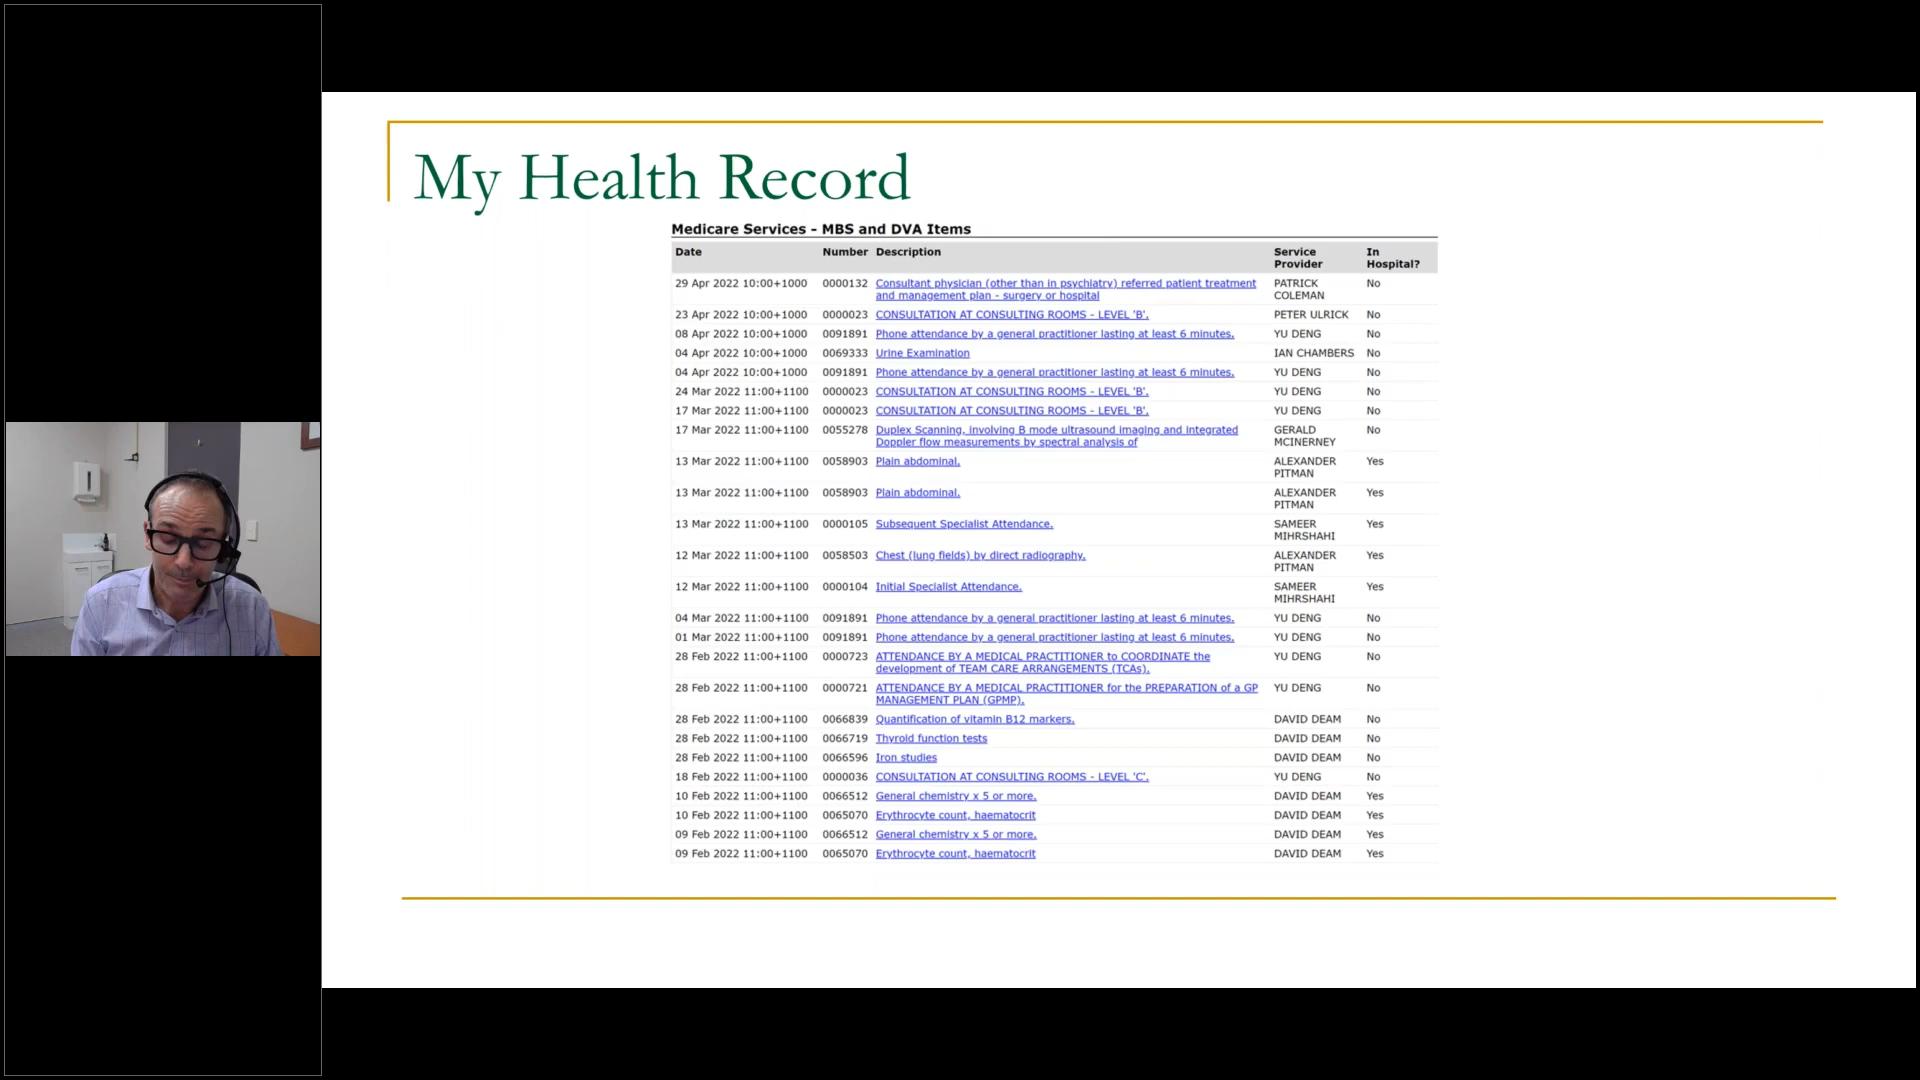 My Health Record
Medicare Services - MBS and DVA Items
Date Number Description Service Provider In Hospital?
29 Apr 2022 10:00+1000 0000132 Consultant physician (other than in psychiatry) referred patient treatment and management plan - surgery or hospital PATRICK COLEMAN No
23 Apr 2022 10:00+1000 0000023 CONSULTATION AT CONSULTING ROOMS - LEVEL 'B'. PETER ULRICK No
08 Apr 2022 10:00+1000 0091891 Phone attendance by a general practitioner lasting at least 6 minutes. YU DENG No
04 Apr 2022 10:00+1000 0069333 Urine Examination IAN CHAMBERS No
04 Apr 2022 10:00+1000 0091891 Phone attendance by a general practitioner lasting at least 6 minutes. YU DENG No
24 Mar 2022 11:00+1100 0000023 CONSULTATION AT CONSULTING ROOMS - LEVEL 'B'. YU DENG No
17 Mar 2022 11:00+1100 0000023 CONSULTATION AT CONSULTING ROOMS - LEVEL 'B'. YU DENG No
17 Mar 2022 11:00+1100 0055278 Duplex Scanning, involving B mode ultrasound imaging and integrated Doppler flow measurements by spectral analysis of GERALD MCINERNEY No
13 Mar 2022 11:00+1100 0058903 Plain abdominal. ALEXANDER PITMAN Yes
13 Mar 2022 11:00+1100 0058903 Plain abdominal. ALEXANDER PITMAN Yes
13 Mar 2022 11:00+1100 0000105 Subsequent Specialist Attendance. SAMEER MIHRSHAHI Yes
12 Mar 2022 11:00+1100 0058503 Chest (lung fields) by direct radiography. ALEXANDER PITMAN Yes
12 Mar 2022 11:00+1100 0000104 Initial Specialist Attendance. SAMEER MIHRSHAHI Yes
04 Mar 2022 11:00+1100 0091891 Phone attendance by a general practitioner lasting at least 6 minutes. YU DENG No
01 Mar 2022 11:00+1100 0091891 Phone attendance by a general practitioner lasting at least 6 minutes. YU DENG No
28 Feb 2022 11:00+1100 0000723 ATTENDANCE BY A MEDICAL PRACTITIONER to COORDINATE the development of TEAM CARE ARRANGEMENTS (TCAs). YU DENG No
28 Feb 2022 11:00+1100 0000721 ATTENDANCE BY A MEDICAL PRACTITIONER for the PREPARATION of a GP MANAGEMENT PLAN (GPMP). YU DENG No
28 Feb 2022 11:00+1100 0066839 Quantification of vitamin B12 markers. DAVID DEAM No
28 Feb 2022 11:00+1100 0066719 Thyroid function tests DAVID DEAM No
28 Feb 2022 11:00+1100 0066596 Iron studies DAVID DEAM No
18 Feb 2022 11:00+1100 0000036 CONSULTATION AT CONSULTING ROOMS - LEVEL 'C'. YU DENG No
10 Feb 2022 11:00+1100 0066512 General chemistry x 5 or more. DAVID DEAM Yes
10 Feb 2022 11:00+1100 0065070 Erythrocyte count, haematocrit DAVID DEAM Yes
09 Feb 2022 11:00+1100 0066512 General chemistry x 5 or more. DAVID DEAM Yes
09 Feb 2022 11:00+1100 0065070 Erythrocyte count, haematocrit DAVID DEAM Yes